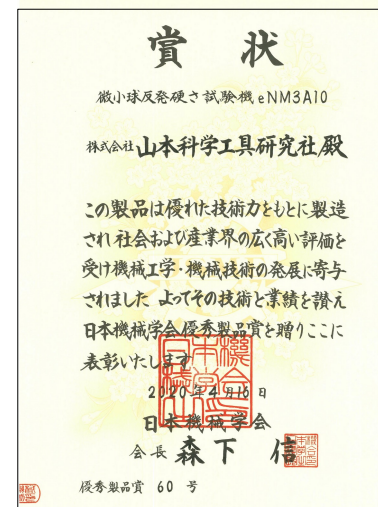 賞状
微小球反発硬さ試験機 eNM3A10
株式会社 山本科学工具研究社 殿
この製品は優れた技術力をもとに製造
され社会および産業界の広く高い評価を
受け機械工学・機械技術の発展に寄与
されました よってその技術と業績を讃え
日本機械学会優秀製品賞を贈りここに
表彰いたします
2020年4月16日
日本機械学会
会長 森下 信
優秀製品賞 60 号